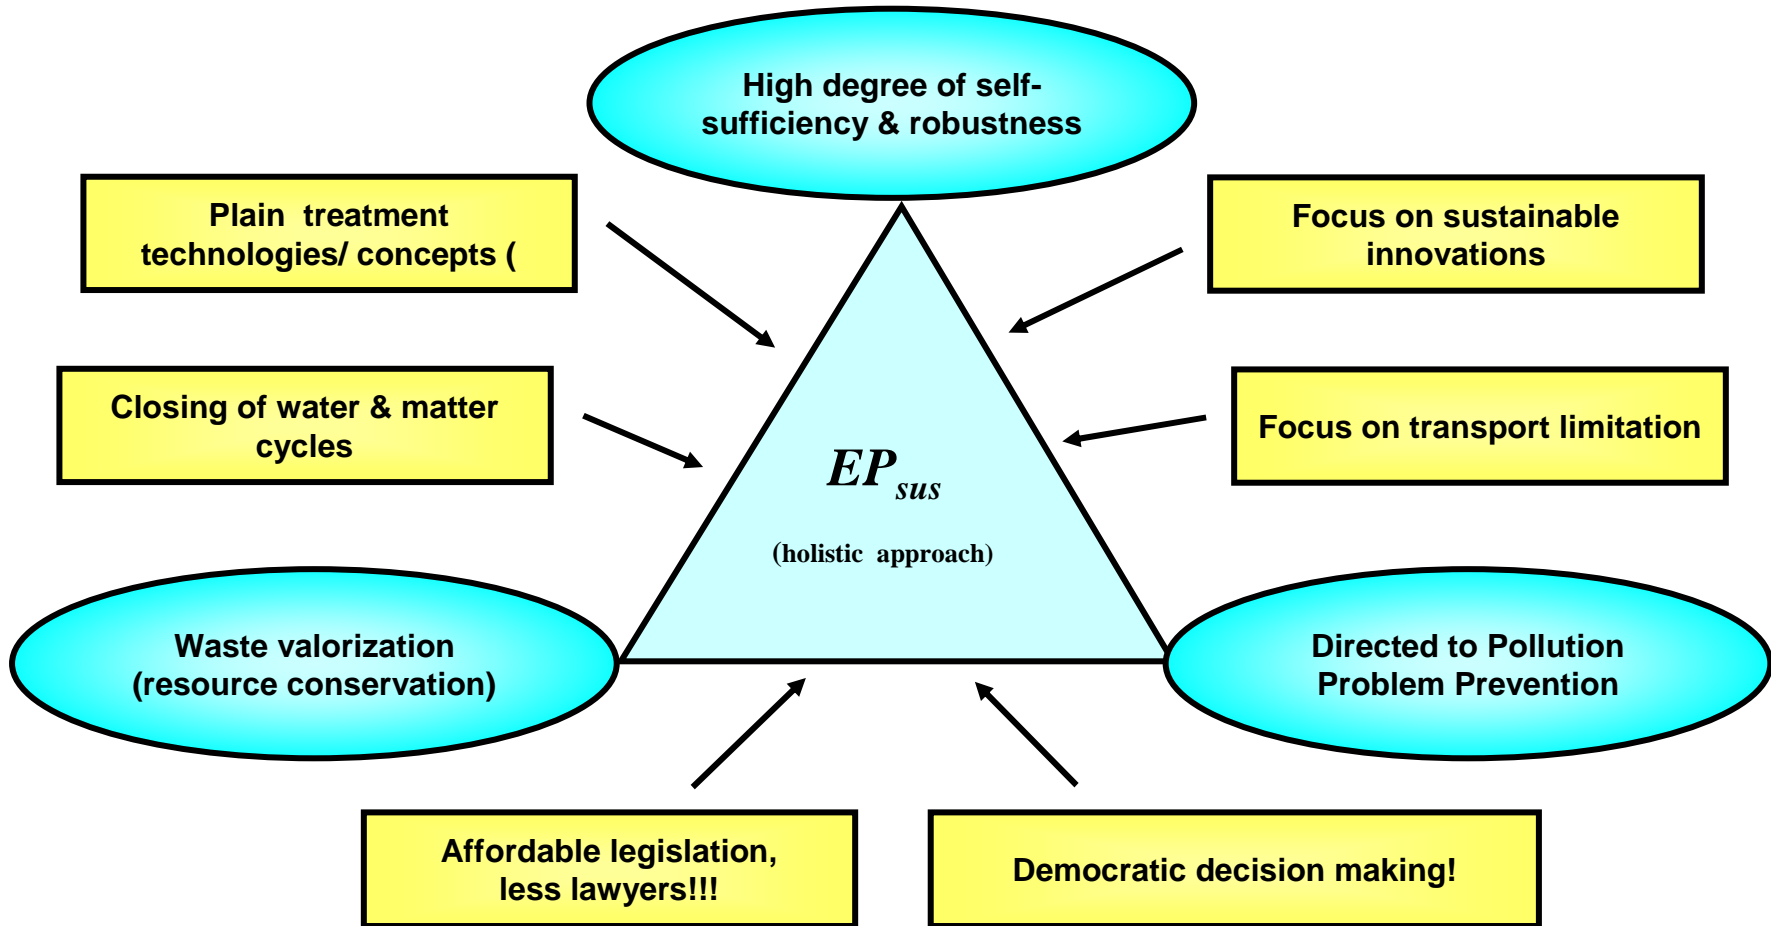 High degree of self-
sufficiency & robustness
Plain treatment
technologies/ concepts (
Focus on sustainable
innovations
Closing of water & matter
cycles
Focus on transport limitation
EPsus
(holistic approach)
Waste valorization
(resource conservation)
Directed to Pollution
Problem Prevention
Affordable legislation,
less lawyers!!!
Democratic decision making!